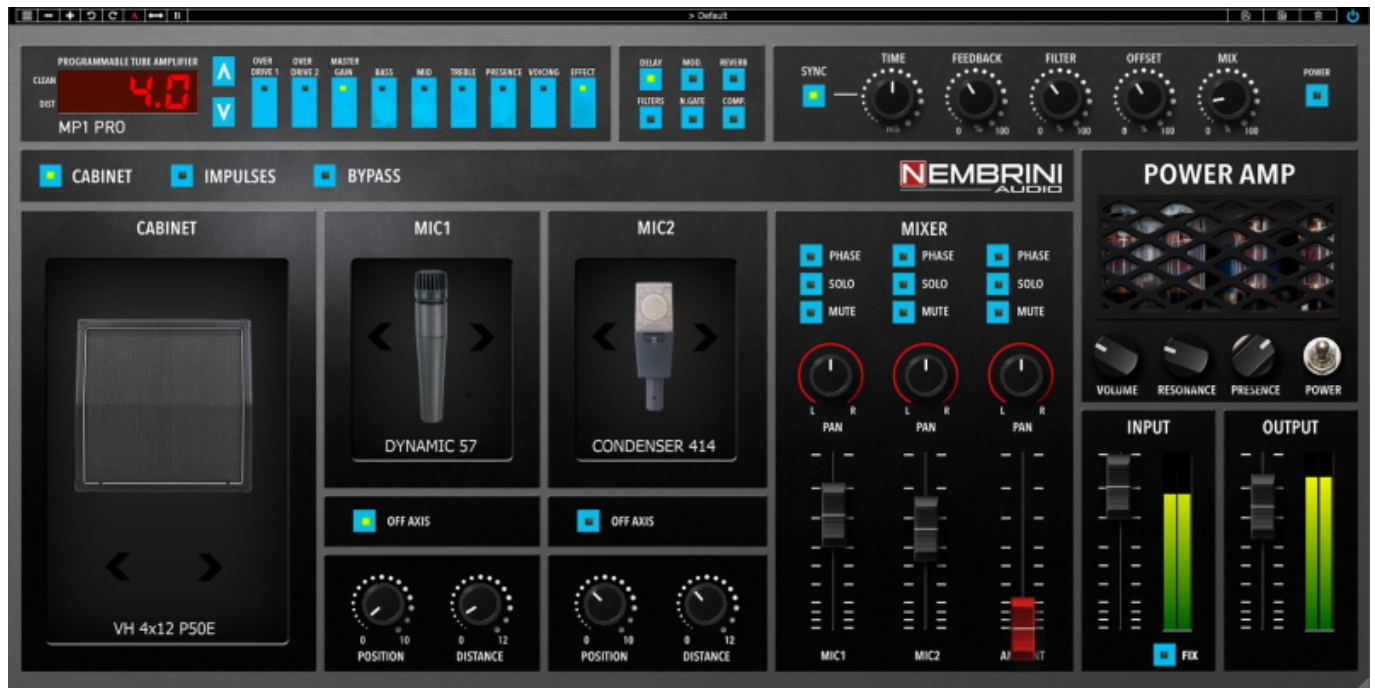 A B
> Default
PROGRAMMABLE TUBE AMPLIFIER
CLEAN
DIST
4.0
MP1 PRO
OVER DRIVE 1
OVER DRIVE 2
MASTER GAIN
BASS
MID
TREBLE
PRESENCE
VOICING
EFFECT
DELAY MOD. REVERB
FILTERS N.GATE COMP.
SYNC
TIME
FEEDBACK
FILTER
OFFSET
MIX
POWER
ms
0 % 100
0 % 100
0 % 100
0 % 100
CABINET IMPULSES BYPASS
NEMBRINI
AUDIO
POWER AMP
VOLUME RESONANCE PRESENCE POWER
CABINET
VH 4x12 P50E
MIC1
DYNAMIC 57
OFF AXIS
0 10
POSITION
0 12
DISTANCE
MIC2
CONDENSER 414
OFF AXIS
0 10
POSITION
0 12
DISTANCE
MIXER
PHASE PHASE PHASE
SOLO SOLO SOLO
MUTE MUTE MUTE
L R L R L R
PAN PAN PAN
MIC1 MIC2
INPUT
FIX
OUTPUT